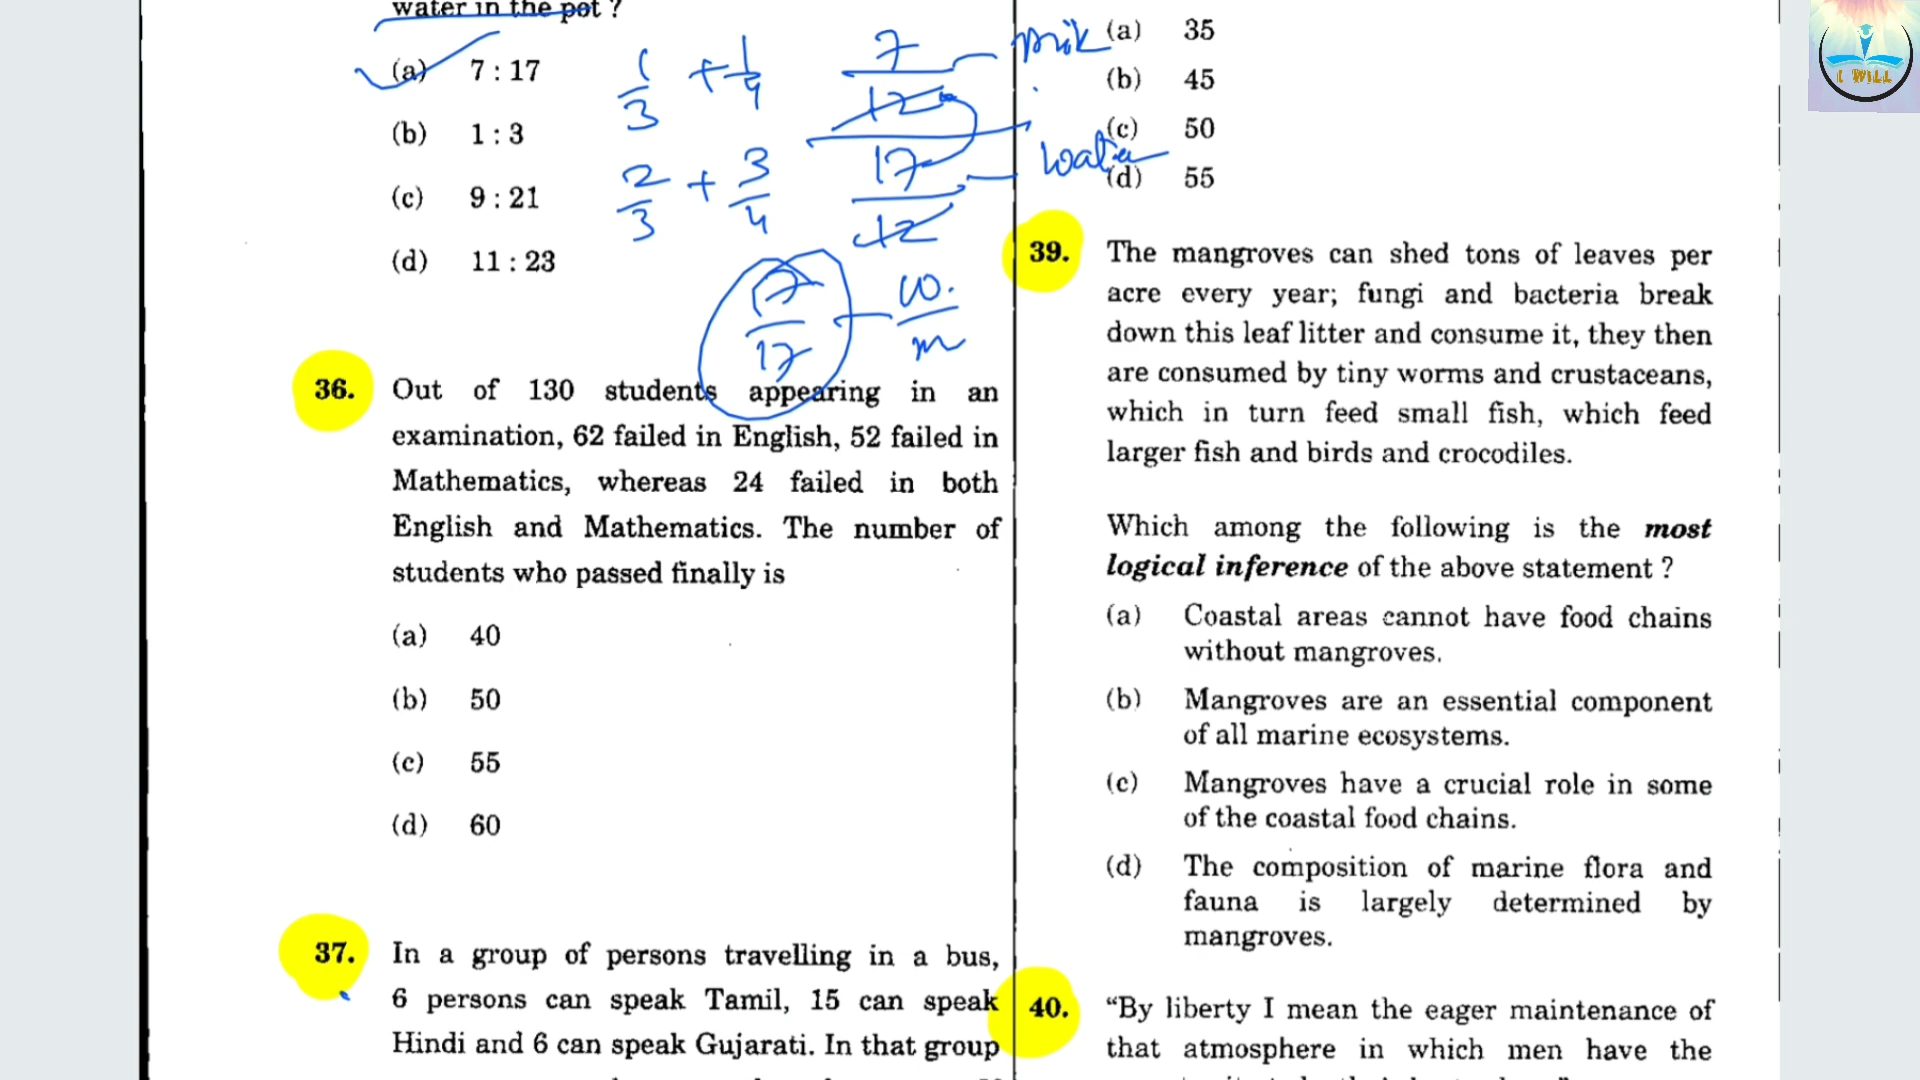 water in the pot ?
(a) 7 : 17
(b) 1 : 3
(c) 9 : 21
(d) 11 : 23
1/3 + 1/4
2/3 + 3/4
7
12
17
12
water
7
17
w.
m
36. Out of 130 students appearing in an
examination, 62 failed in English, 52 failed in
Mathematics, whereas 24 failed in both
English and Mathematics. The number of
students who passed finally is
(a) 40
(b) 50
(c) 55
(d) 60
37. In a group of persons travelling in a bus,
6 persons can speak Tamil, 15 can speak
Hindi and 6 can speak Gujarati. In that group
(a) 35
(b) 45
(c) 50
(d) 55
39. The mangroves can shed tons of leaves per
acre every year; fungi and bacteria break
down this leaf litter and consume it, they then
are consumed by tiny worms and crustaceans,
which in turn feed small fish, which feed
larger fish and birds and crocodiles.
Which among the following is the most
logical inference of the above statement ?
(a) Coastal areas cannot have food chains
without mangroves.
(b) Mangroves are an essential component
of all marine ecosystems.
(c) Mangroves have a crucial role in some
of the coastal food chains.
(d) The composition of marine flora and
fauna is largely determined by
mangroves.
40. “By liberty I mean the eager maintenance of
that atmosphere in which men have the
I WILL